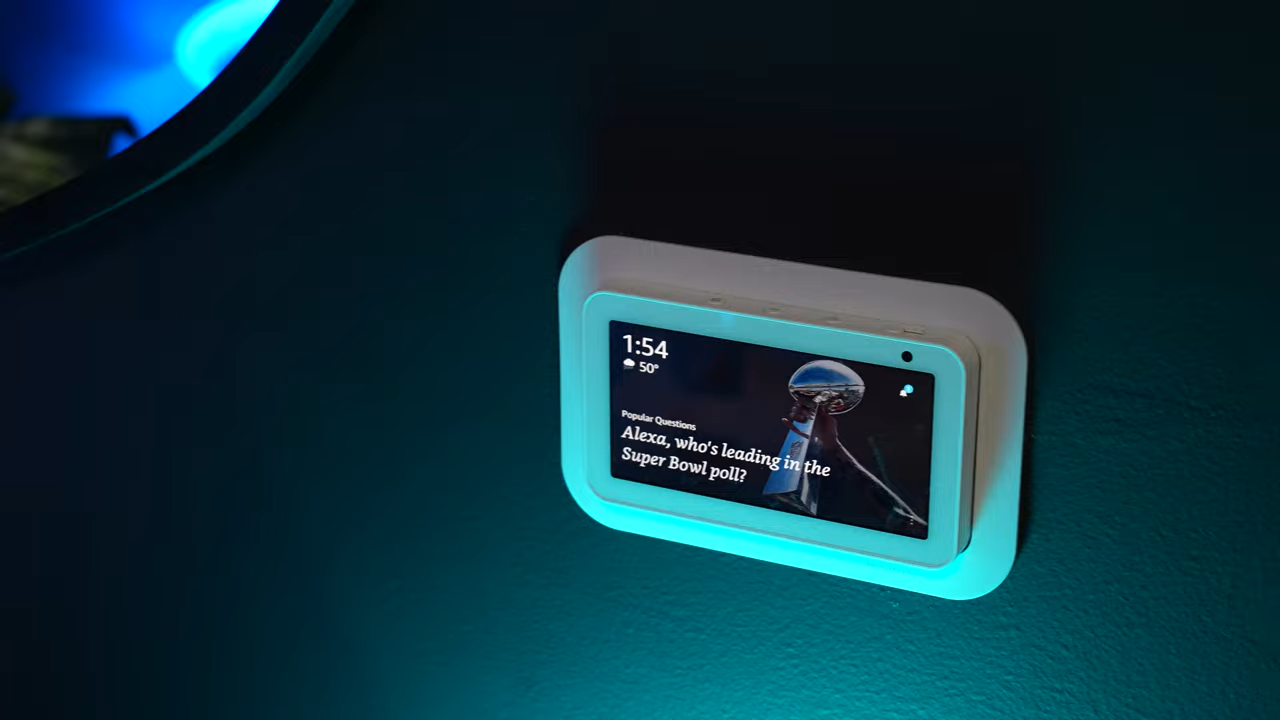 1:54
50°
Popular Questions
Alexa, who's leading in the
Super Bowl poll?